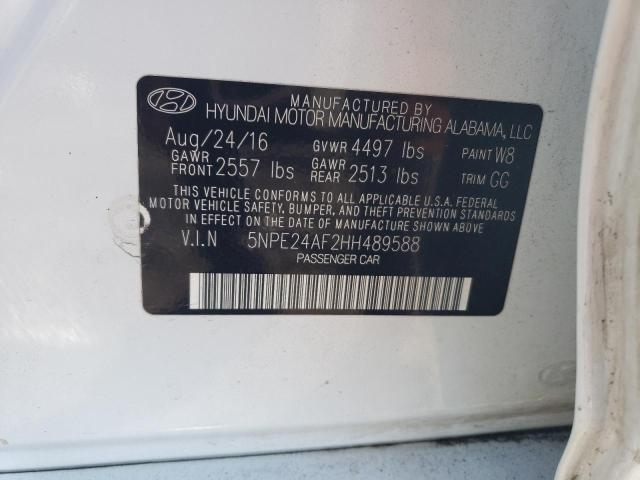 MANUFACTURED BY
HYUNDAI MOTOR MANUFACTURING ALABAMA, LLC
Aug/24/16 GVWR 4497 lbs PAINT W8
GAWR FRONT 2557 lbs GAWR REAR 2513 lbs TRIM GG
THIS VEHICLE CONFORMS TO ALL APPLICABLE U.S.A. FEDERAL
MOTOR VEHICLE SAFETY, BUMPER, AND THEFT PREVENTION STANDARDS
IN EFFECT ON THE DATE OF MANUFACTURE SHOWN ABOVE.
V.I.N 5NPE24AF2HH489588
PASSENGER CAR